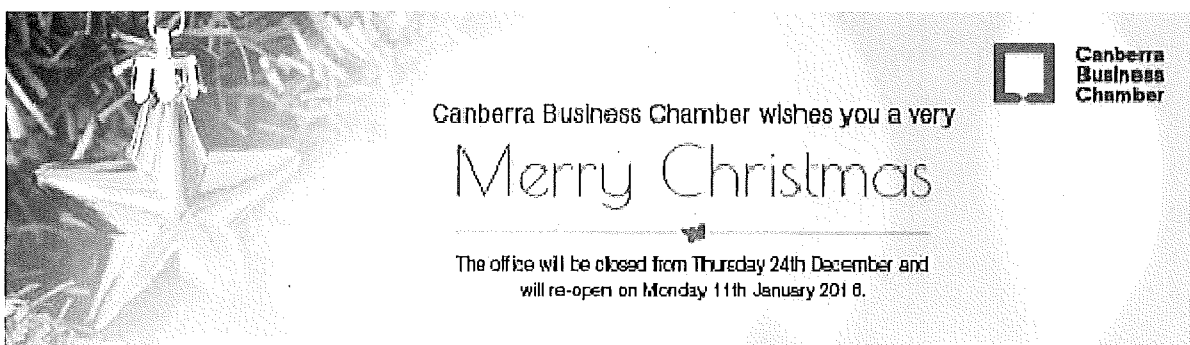 Canberra
Business
Chamber
Canberra Business Chamber wishes you a very
Merry Christmas
The office will be closed from Thursday 24th December and
will re-open on Monday 11th January 2016.